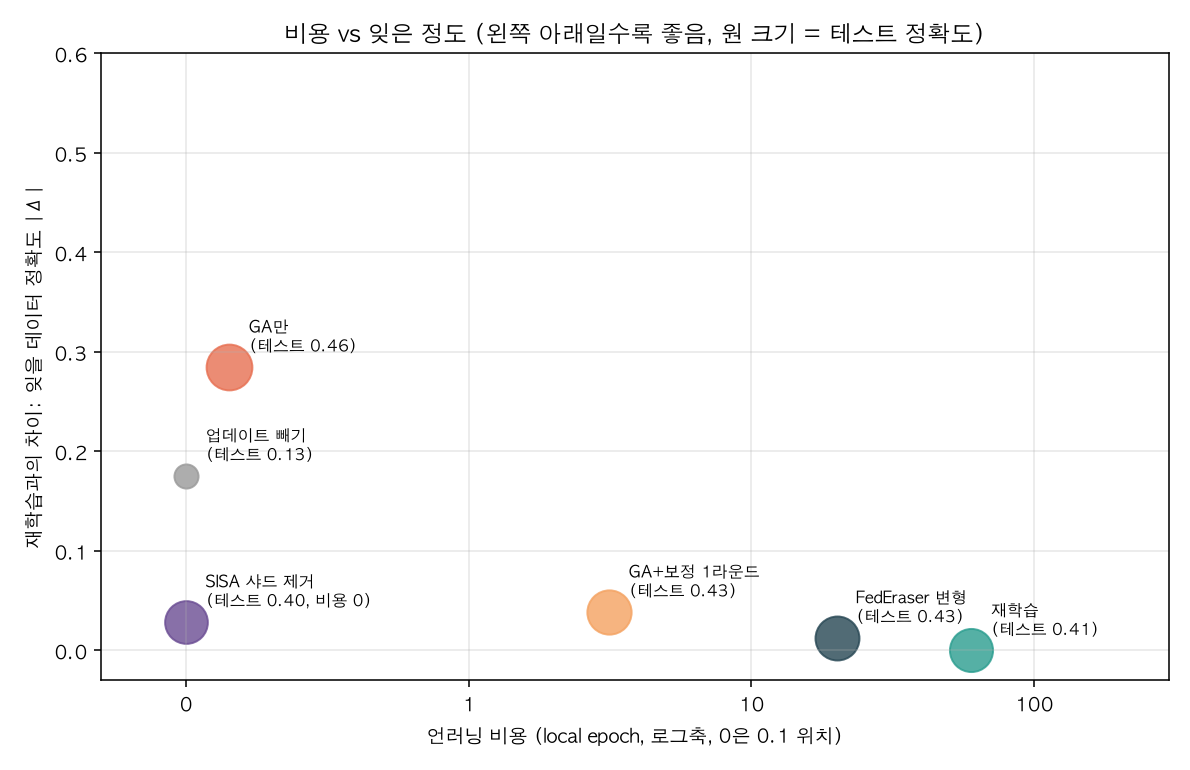 비용 vs 잊은 정도 (왼쪽 아래일수록 좋음, 원 크기 = 테스트 정확도)
재학습과의 차이: 잊을 데이터 정확도 |Δ|
0.6
0.5
0.4
0.3
0.2
0.1
0.0
GA만
(테스트 0.46)
업데이트 빼기
(테스트 0.13)
SISA 샤드 제거
(테스트 0.40, 비용 0)
GA+보정 1라운드
(테스트 0.43)
FedEraser 변형
(테스트 0.43)
재학습
(테스트 0.41)
0
1
10
100
언러닝 비용 (local epoch, 로그축, 0은 0.1 위치)